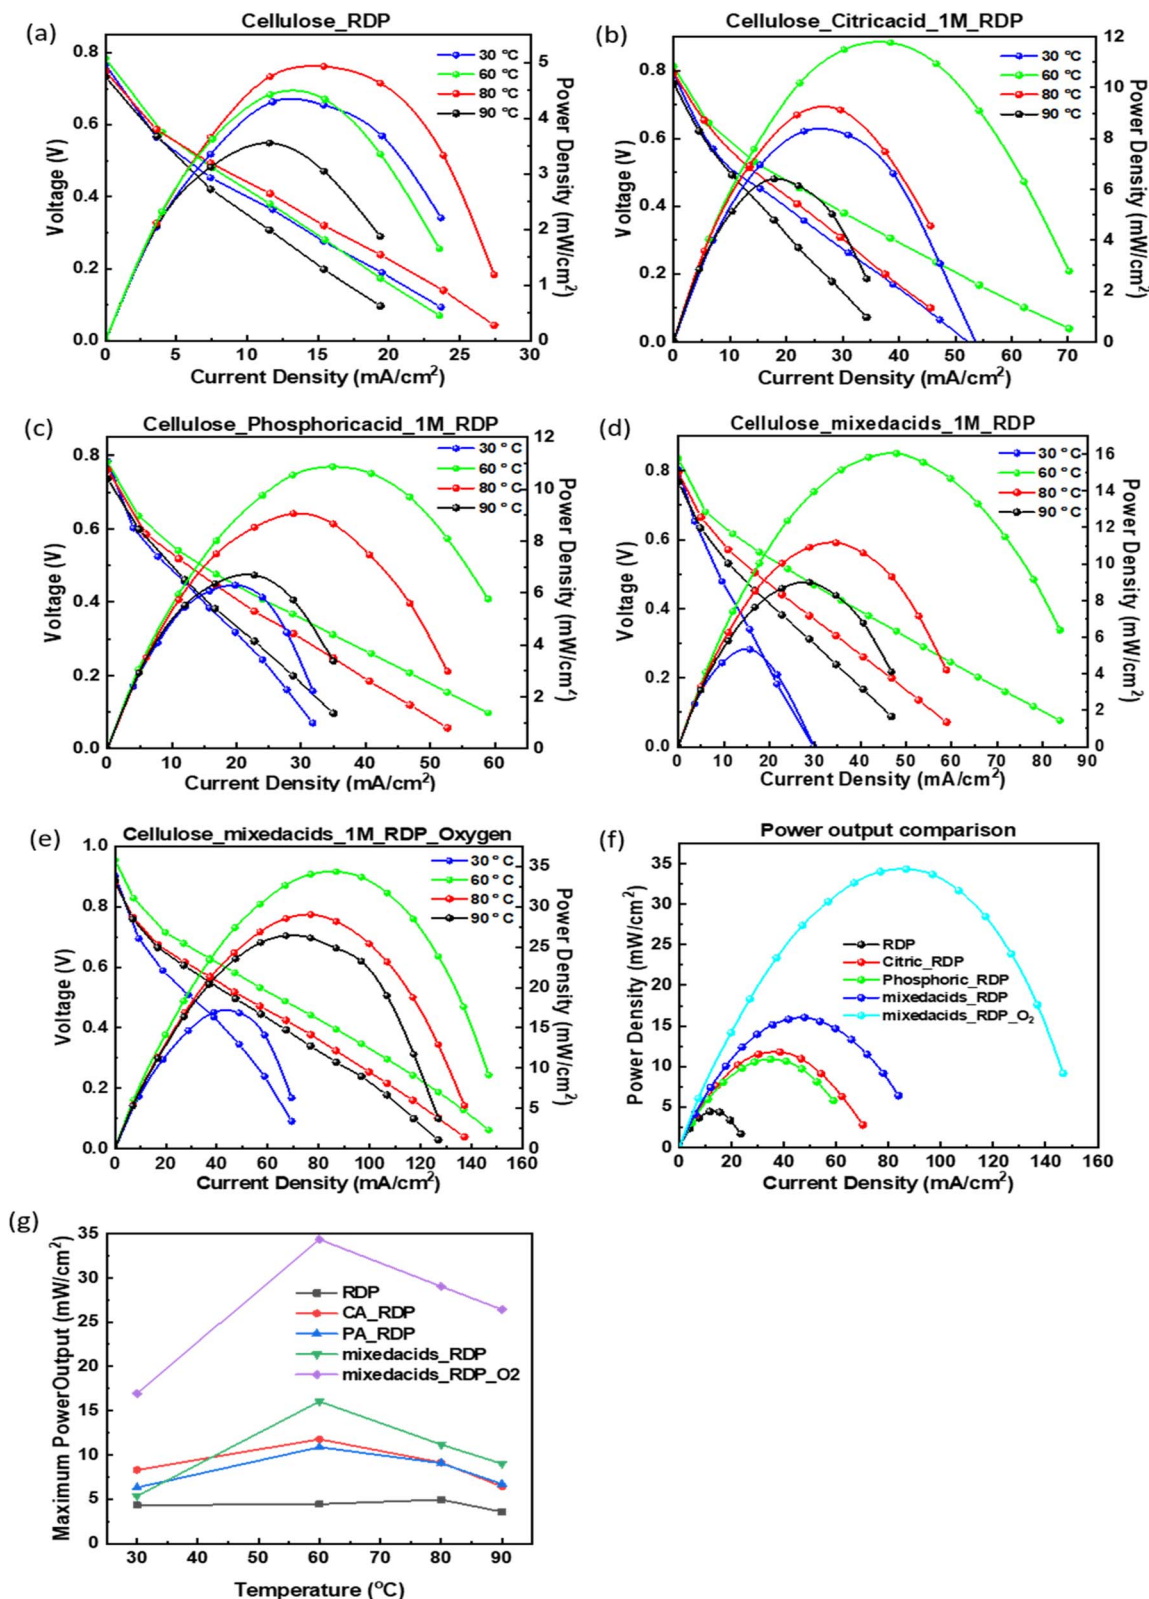 (a)
Cellulose_RDP
0.8
0.6
0.4
0.2
0.0
Voltage (V)
30 ºC
60 ºC
80 ºC
90 ºC
5
4
3
2
1
0
Power Density (mW/cm²)
0 5 10 15 20 25 30
Current Density (mA/cm²)
(b)
Cellulose_Citricacid_1M_RDP
0.8
0.6
0.4
0.2
0.0
Voltage (V)
30 ºC
60 ºC
80 ºC
90 ºC
12
10
8
6
4
2
0
Power Density (mW/cm²)
0 10 20 30 40 50 60 70
Current Density (mA/cm²)
(c)
Cellulose_Phosphoricacid_1M_RDP
0.8
0.6
0.4
0.2
0.0
Voltage (V)
30 º C
60 º C
80 º C
90 º C
12
10
8
6
4
2
0
Power Density (mW/cm²)
0 10 20 30 40 50 60
Current Density (mA/cm²)
(d)
Cellulose_mixedacids_1M_RDP
0.8
0.6
0.4
0.2
0.0
Voltage (V)
30 º C
60 º C
80 º C
90 º C
16
14
12
10
8
6
4
2
0
Power Density (mW/cm²)
0 10 20 30 40 50 60 70 80 90
Current Density (mA/cm²)
(e)
Cellulose_mixedacids_1M_RDP_Oxygen
1.0
0.8
0.6
0.4
0.2
0.0
Voltage (V)
30 º C
60 º C
80 º C
90 º C
35
30
25
20
15
10
5
0
Power Density (mW/cm²)
0 20 40 60 80 100 120 140 160
Current Density (mA/cm²)
(f)
Power output comparison
35
30
25
20
15
10
5
0
Power Density (mW/cm²)
RDP
Citric_RDP
Phosphoric_RDP
mixedacids_RDP
mixedacids_RDP_O₂
0 20 40 60 80 100 120 140 160
Current Density (mA/cm²)
(g)
35
30
25
20
15
10
5
0
Maximum PowerOutput (mW/cm²)
RDP
CA_RDP
PA_RDP
mixedacids_RDP
mixedacids_RDP_O2
30 40 50 60 70 80 90
Temperature (°C)